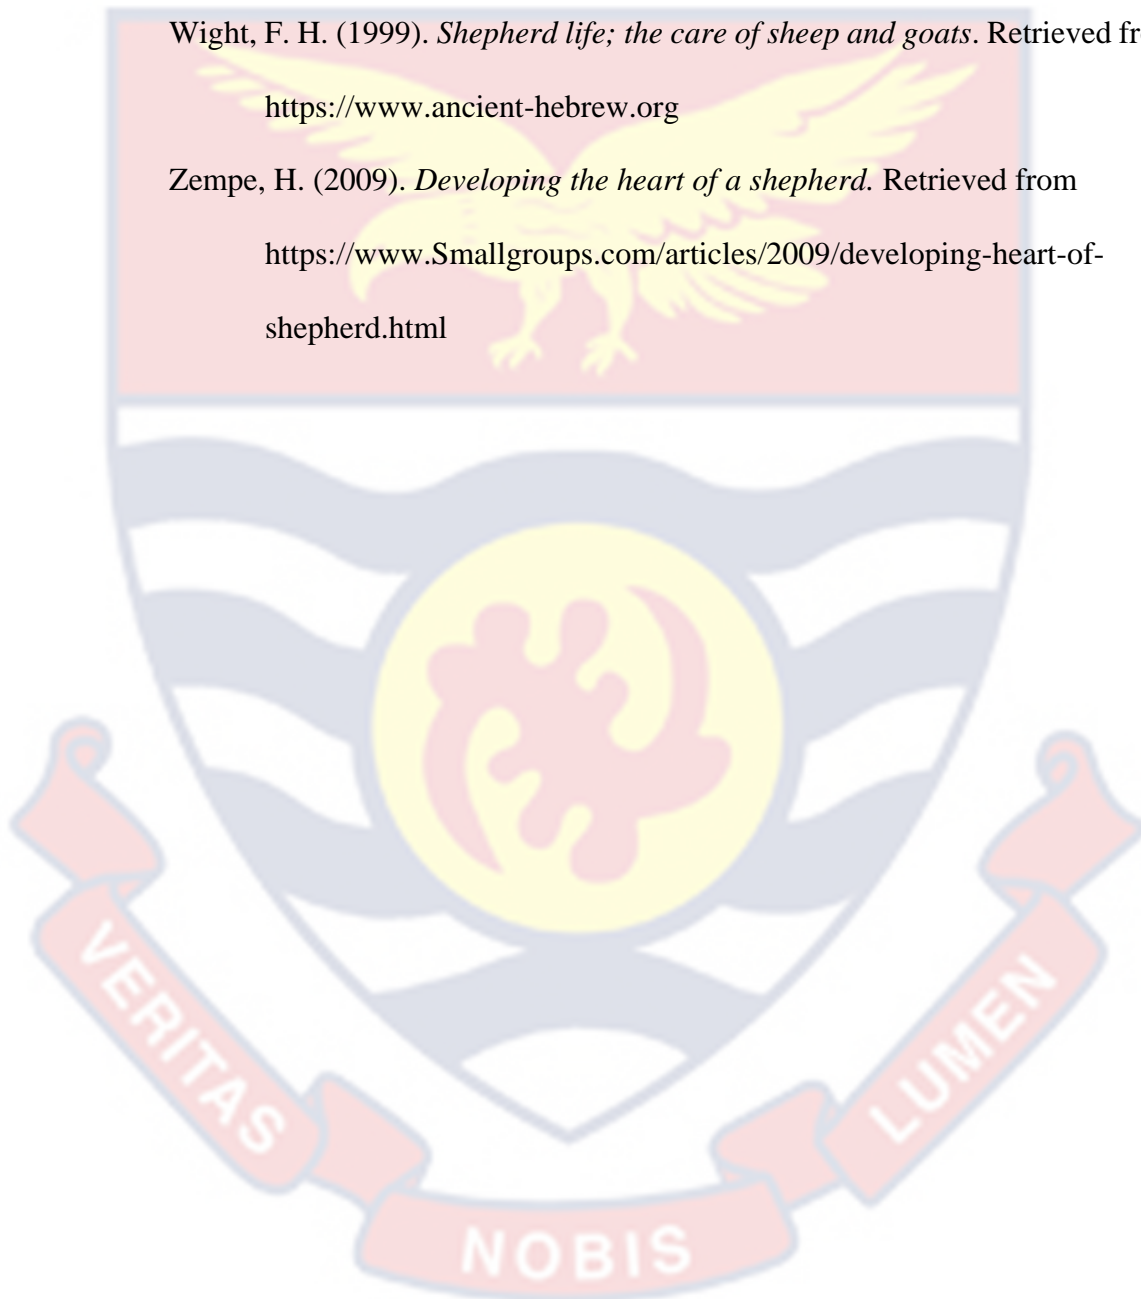 Wight, F. H. (1999). Shepherd life; the care of sheep and goats. Retrieved fr
https://www.ancient-hebrew.org
Zempe, H. (2009). Developing the heart of a shepherd. Retrieved from
https://www.Smallgroups.com/articles/2009/developing-heart-of-
shepherd.html
VERITAS
NOBIS
LUMEN